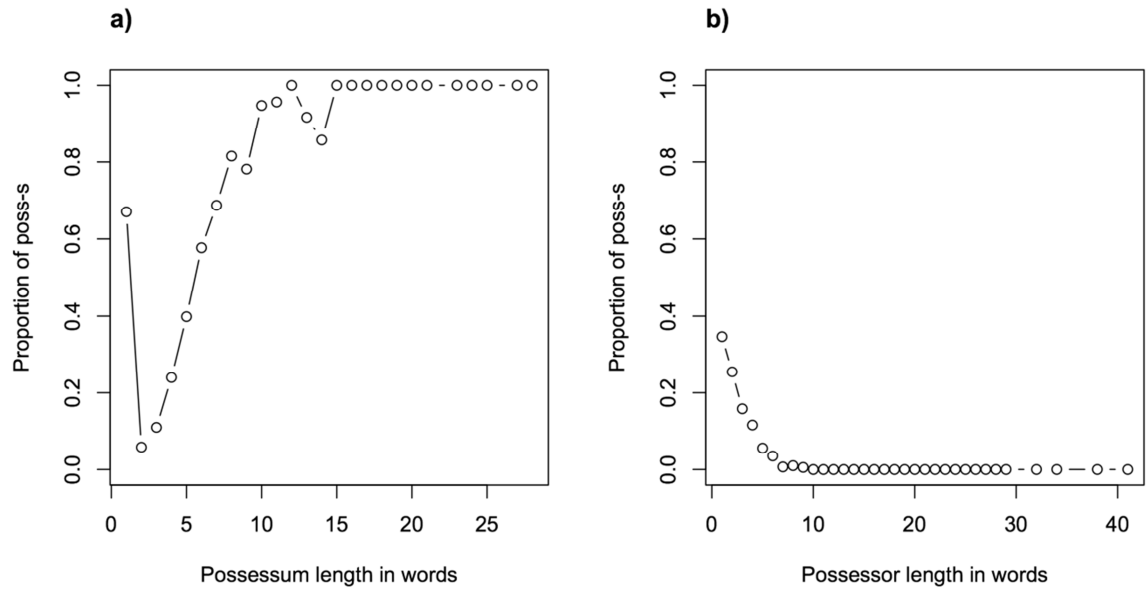 a)
Proportion of poss-s
1.0
0.8
0.6
0.4
0.2
0.0
0 5 10 15 20 25
Possessum length in words
b)
Proportion of poss-s
1.0
0.8
0.6
0.4
0.2
0.0
0 10 20 30 40
Possessor length in words